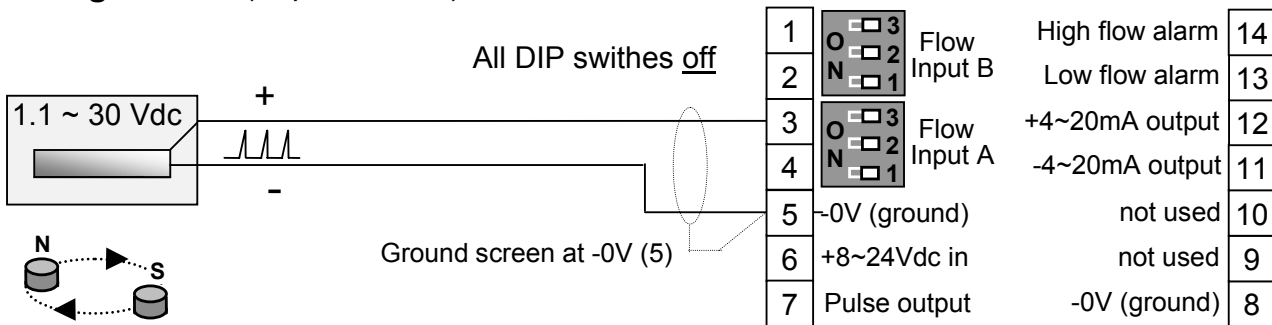 All DIP swithes off
1.1 ~ 30 Vdc
+
-
N
S
Ground screen at -0V (5)
1
2
3
4
5
6
7
ON
3
2
1
Flow
Input B
ON
3
2
1
Flow
Input A
-0V (ground)
+8~24Vdc in
Pulse output
High flow alarm 14
Low flow alarm 13
+4~20mA output 12
-4~20mA output 11
not used 10
not used 9
-0V (ground) 8